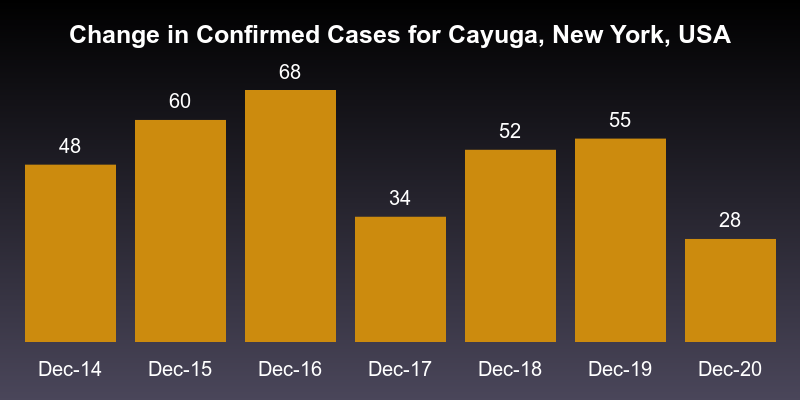 Change in Confirmed Cases for Cayuga, New York, USA
48
60
68
34
52
55
28
Dec-14
Dec-15
Dec-16
Dec-17
Dec-18
Dec-19
Dec-20